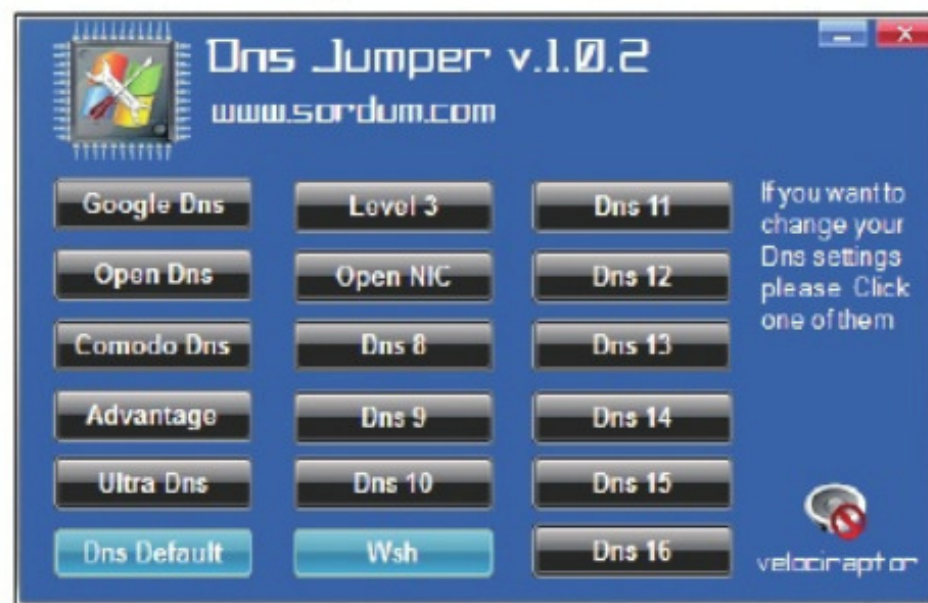 Dns Jumper v.1.0.2
www.sordum.com
Google Dns
Open Dns
Comodo Dns
Advantage
Ultra Dns
Dns Default
Level 3
Open NIC
Dns 8
Dns 9
Dns 10
Wsh
Dns 11
Dns 12
Dns 13
Dns 14
Dns 15
Dns 16
If you want to
change your
Dns settings
please Click
one of them
velociraptor